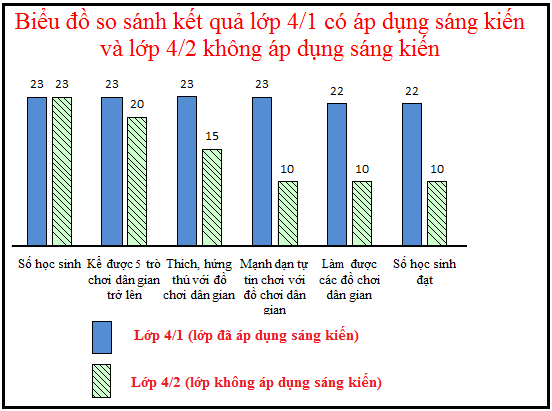 Biểu đồ so sánh kết quả lớp 4/1 có áp dụng sáng kiến
và lớp 4/2 không áp dụng sáng kiến
23 23 23 20 23 15 23 10 22 10 22 10
Số học sinh
Kể được 5 trò
chơi dân gian
trở lên
Thích, hứng
thú với đồ
chơi dân gian
Mạnh dạn tự
tin chơi với
đồ chơi dân
gian
Làm được
các đồ chơi
dân gian
Số học sinh
đạt
Lớp 4/1 (lớp đã áp dụng sáng kiến)
Lớp 4/2 (lớp không áp dụng sáng kiến)